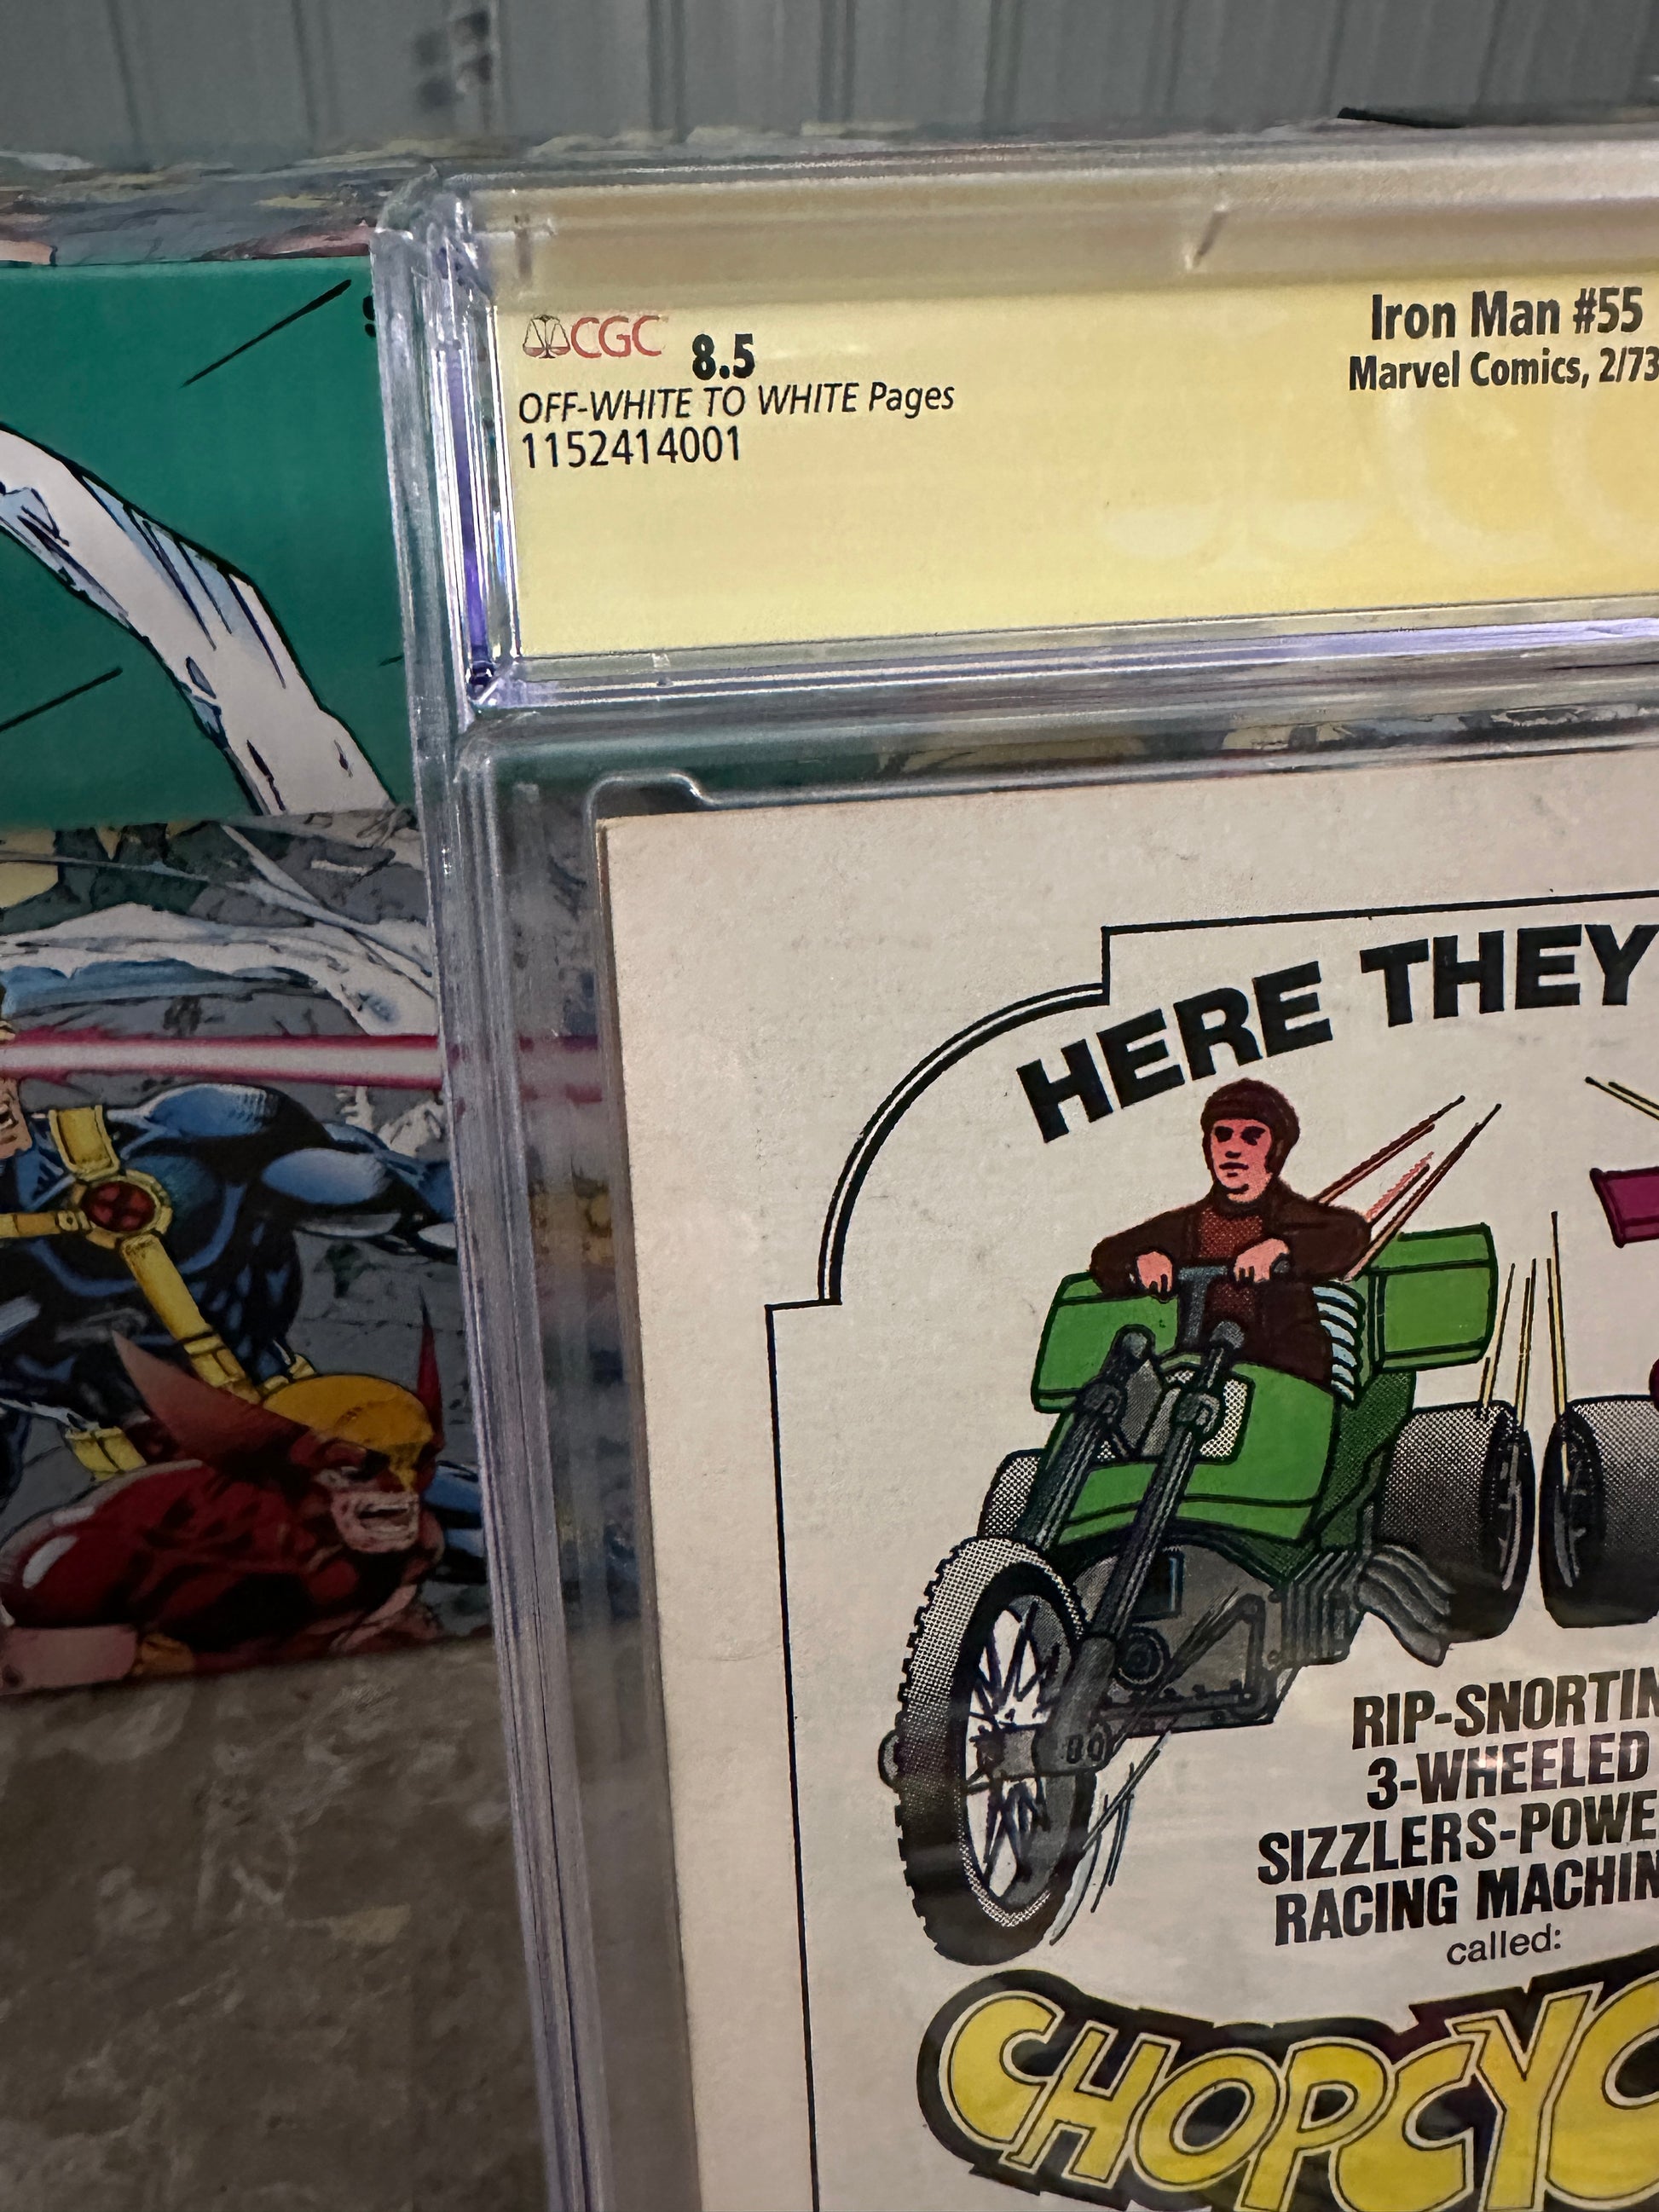 CGC 8.5
OFF-WHITE TO WHITE Pages
1152414001
Iron Man #55
Marvel Comics, 2/73
HERE THEY
RIP-SNORTIN
3-WHEELED
SIZZLERS-POWE
RACING MACHIN
called:
CHOPCYC